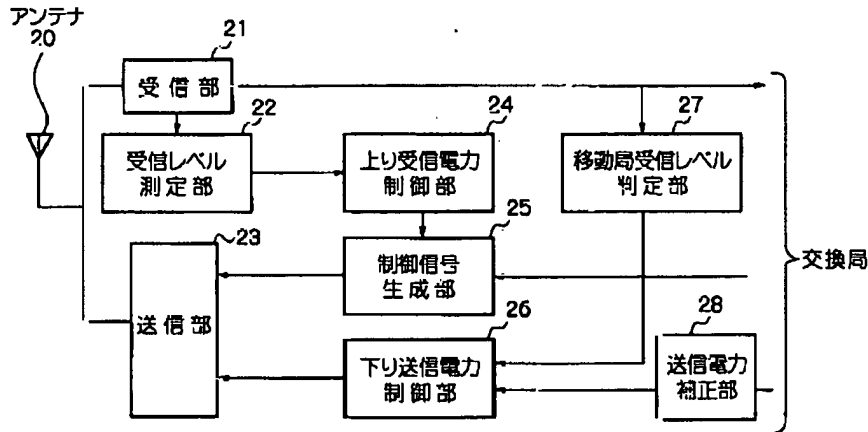 アンテナ
20
21
受信部
22
受信レベル
測定部
24
上り受信電力
制御部
27
移動局受信レベル
判定部
23
送信部
25
制御信号
生成部
26
下り送信電力
制御部
28
送信電力
補正部
交換局